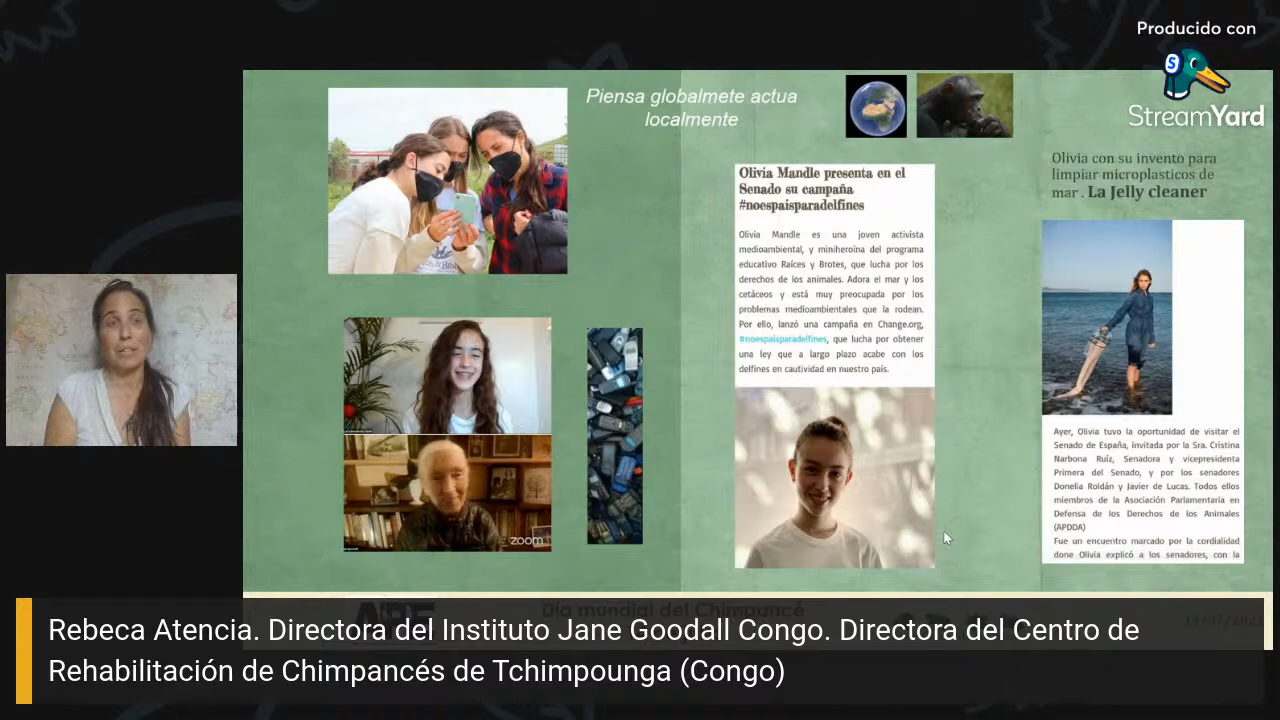 Producido con
StreamYard
Piensa globalmete actua
localmente
Olivia Mandle presenta en el
Senado su campaña
#noespaisparadelfines
Olivia Mandle es una joven activista
medioambiental, y miniheroína del programa
educativo Raíces y Brotes, que lucha por los
derechos de los animales. Adora el mar y los
cetáceos y está muy preocupada por los
problemas medioambientales que la rodean.
Por ello, lanzó una campaña en Change.org,
#noespaisparadelfines, que lucha por obtener
una ley que a largo plazo acabe con los
delfines en cautividad en nuestro país.
Olivia con su invento para
limpiar microplasticos de
mar . La Jelly cleaner
Ayer, Olivia tuvo la oportunidad de visitar el
Senado de España, invitada por la Sra. Cristina
Narbona Ruíz, Senadora y vicepresidenta
Primera del Senado, y por los senadores
Donelia Roldán y Javier de Lucas. Todos ellos
miembros de la Asociación Parlamentaria en
Defensa de los Derechos de los Animales
(APDDA)
Fue un encuentro marcado por la cordialidad
done Olivia explicó a los senadores, con la
zoom
Día mundial del Chimpancé
Rebeca Atencia. Directora del Instituto Jane Goodall Congo. Directora del Centro de
Rehabilitación de Chimpancés de Tchimpounga (Congo)